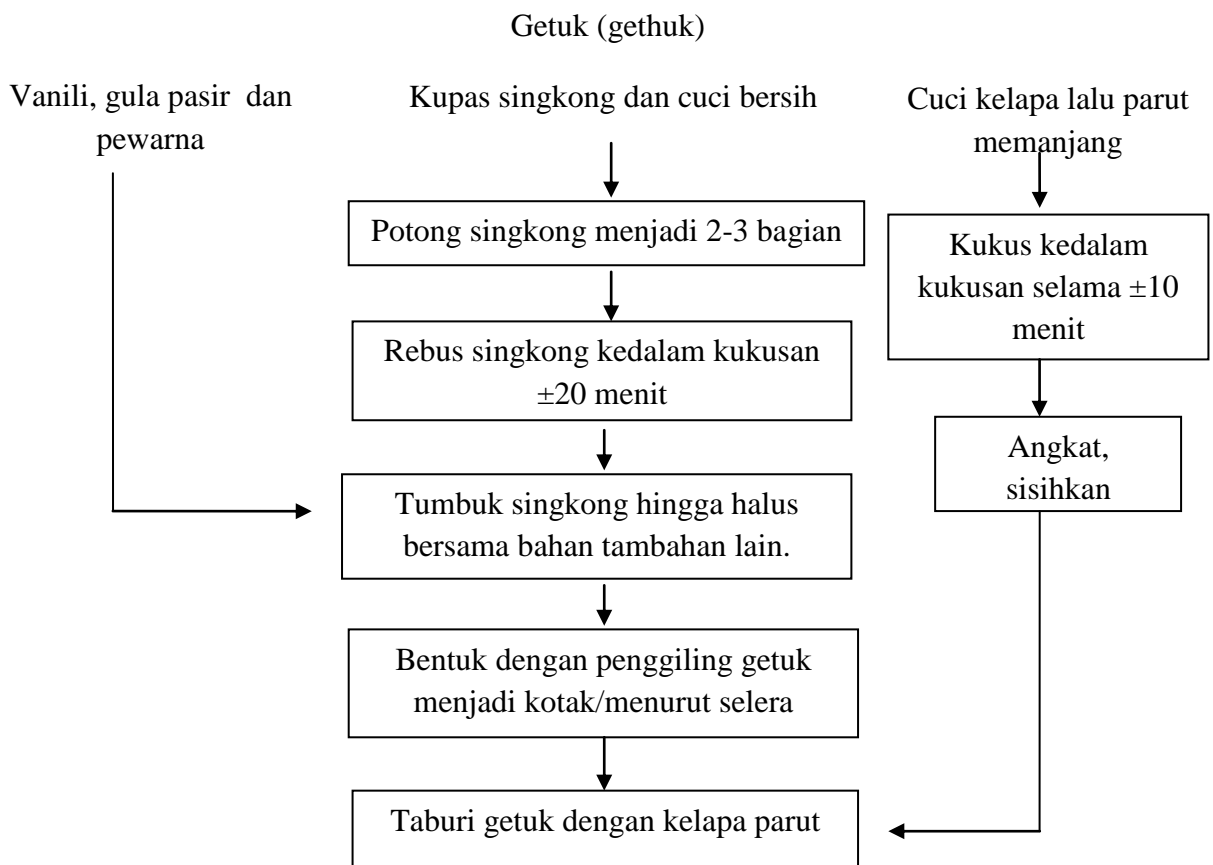 Getuk (gethuk)
Vanili, gula pasir dan
pewarna
Kupas singkong dan cuci bersih
Cuci kelapa lalu parut
memanjang
Potong singkong menjadi 2-3 bagian
Kukus kedalam
kukusan selama ±10
menit
Rebus singkong kedalam kukusan
±20 menit
Angkat,
sisihkan
Tumbuk singkong hingga halus
bersama bahan tambahan lain.
Bentuk dengan penggiling getuk
menjadi kotak/menurut selera
Taburi getuk dengan kelapa parut